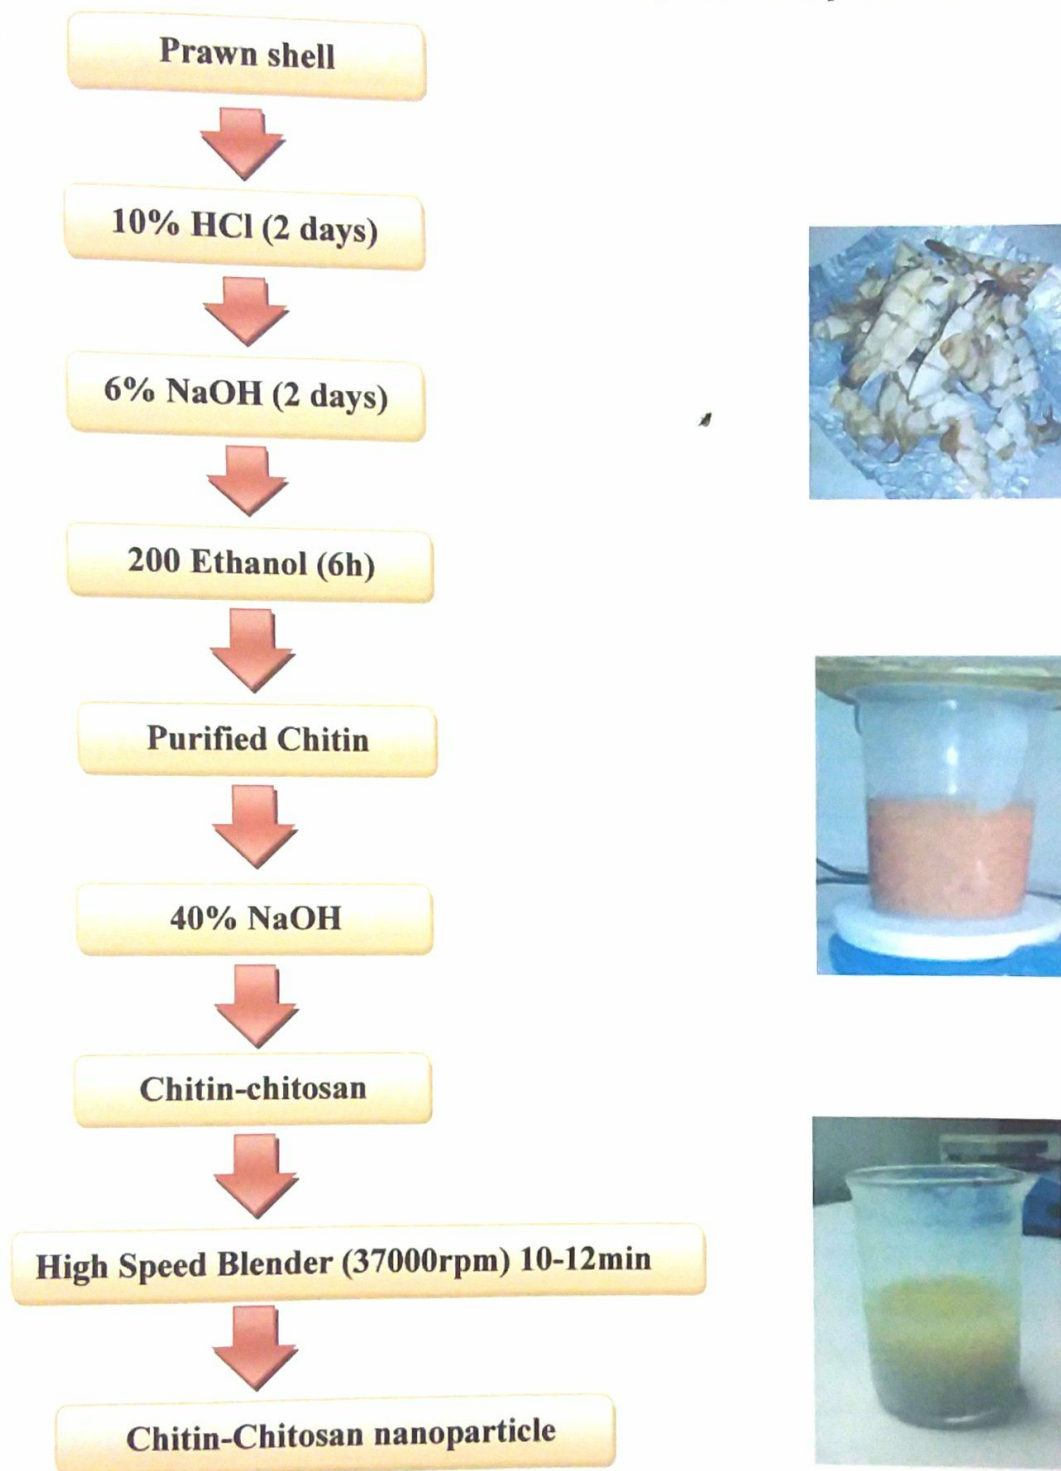 Prawn shell
10% HCl (2 days)
6% NaOH (2 days)
200 Ethanol (6h)
Purified Chitin
40% NaOH
Chitin-chitosan
High Speed Blender (37000rpm) 10-12min
Chitin-Chitosan nanoparticle